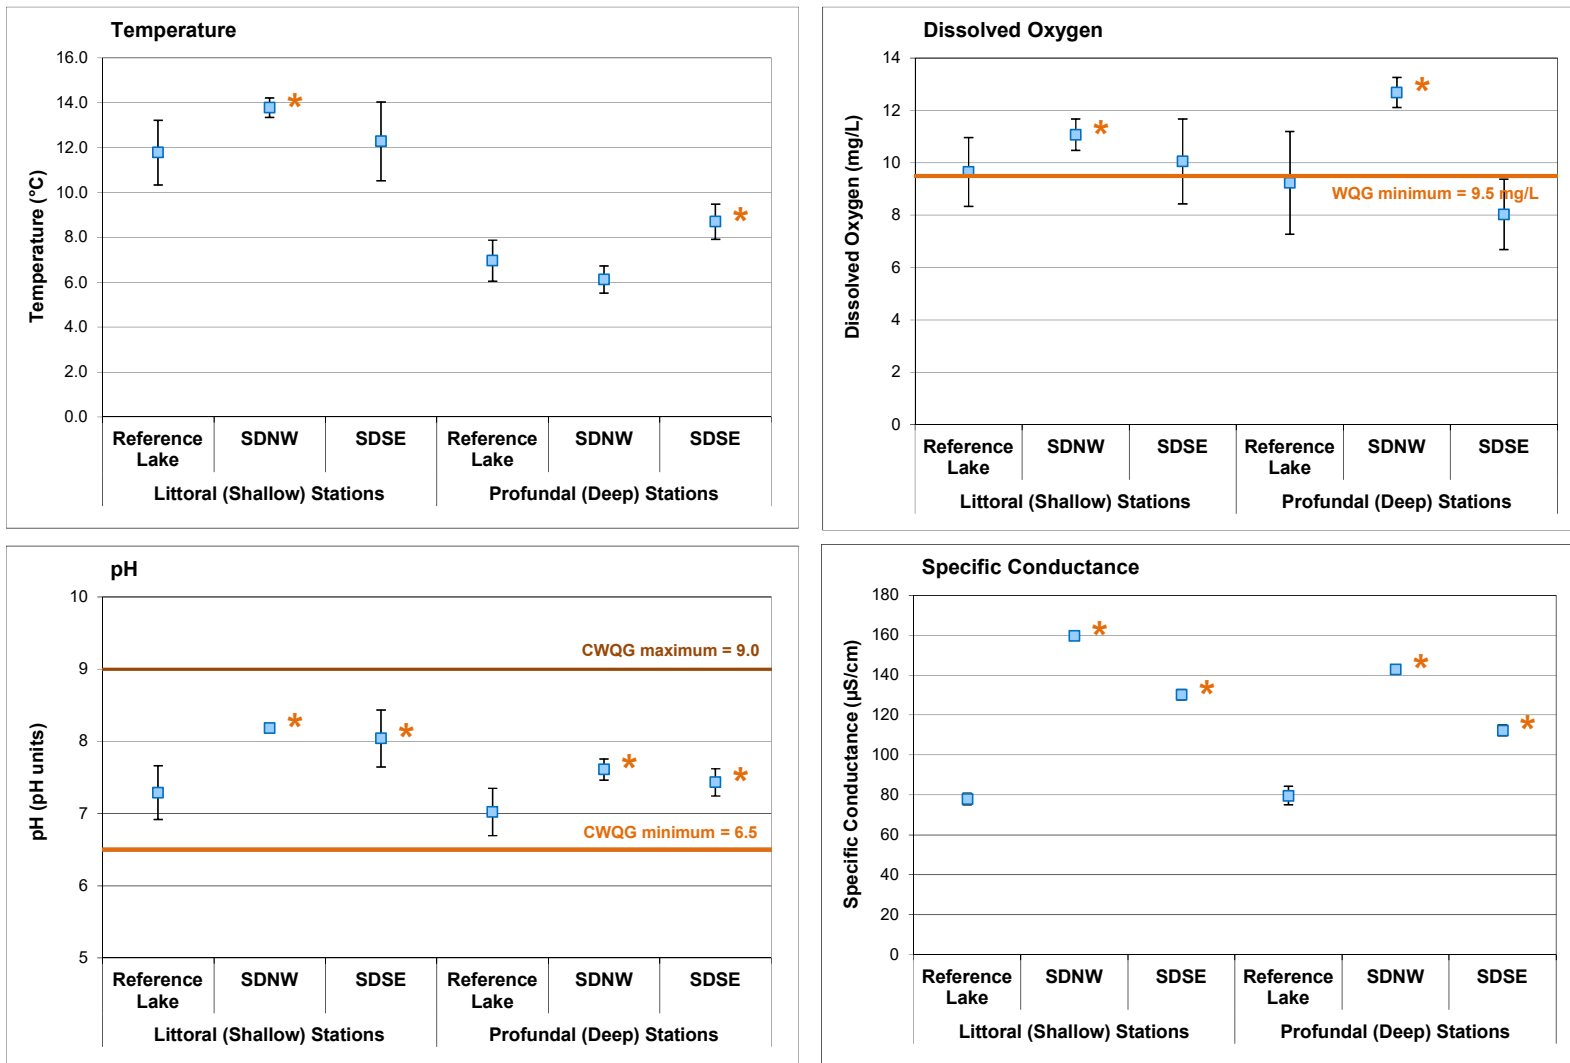 Temperature
16.0
14.0
12.0
10.0
8.0
6.0
4.0
2.0
0.0
Temperature (°C)
*
*
Reference Lake
SDNW
SDSE
Reference Lake
SDNW
SDSE
Littoral (Shallow) Stations
Profundal (Deep) Stations
Dissolved Oxygen
14
12
10
8
6
4
2
0
Dissolved Oxygen (mg/L)
*
*
WQG minimum = 9.5 mg/L
Reference Lake
SDNW
SDSE
Reference Lake
SDNW
SDSE
Littoral (Shallow) Stations
Profundal (Deep) Stations
pH
10
9
8
7
6
5
pH (pH units)
CWQG maximum = 9.0
*
*
*
*
CWQG minimum = 6.5
Reference Lake
SDNW
SDSE
Reference Lake
SDNW
SDSE
Littoral (Shallow) Stations
Profundal (Deep) Stations
Specific Conductance
180
160
140
120
100
80
60
40
20
0
Specific Conductance (µS/cm)
*
*
*
*
Reference Lake
SDNW
SDSE
Reference Lake
SDNW
SDSE
Littoral (Shallow) Stations
Profundal (Deep) Stations